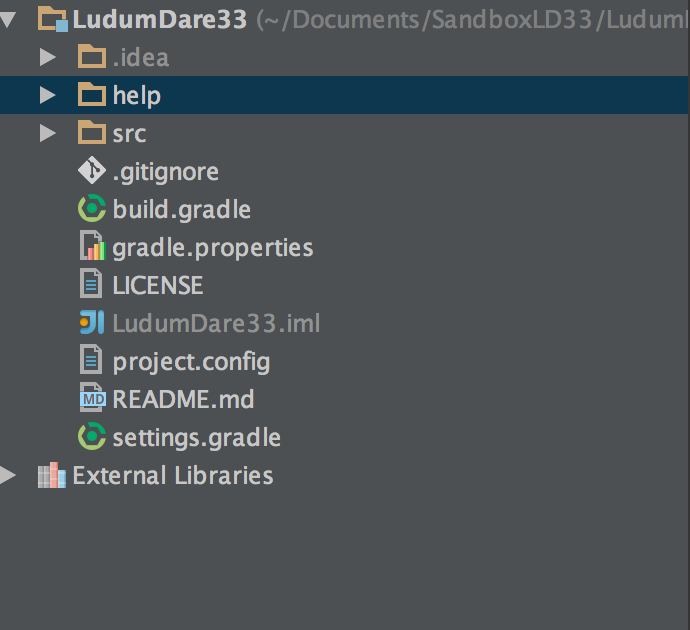 LudumDare33 (~/Documents/SandboxLD33/Ludum
.idea
help
src
.gitignore
build.gradle
gradle.properties
LICENSE
LudumDare33.iml
project.config
MD README.md
settings.gradle
External Libraries